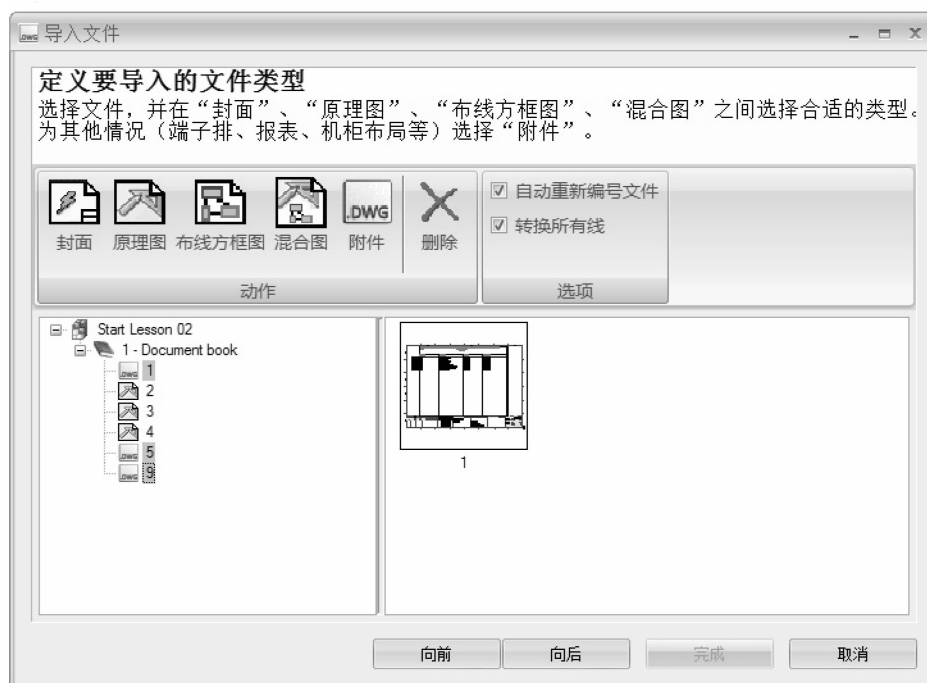 导入文件
定义要导入的文件类型
选择文件，并在“封面”、“原理图”、“布线方框图”、“混合图”之间选择合适的类型。
为其他情况（端子排、报表、机柜布局等）选择“附件”。
封面 原理图 布线方框图 混合图 附件 删除
.DWG
自动重新编号文件
转换所有线
动作 选项
Start Lesson 02
1 - Document book
1
2
3
4
5
9
1
向前 向后 完成 取消